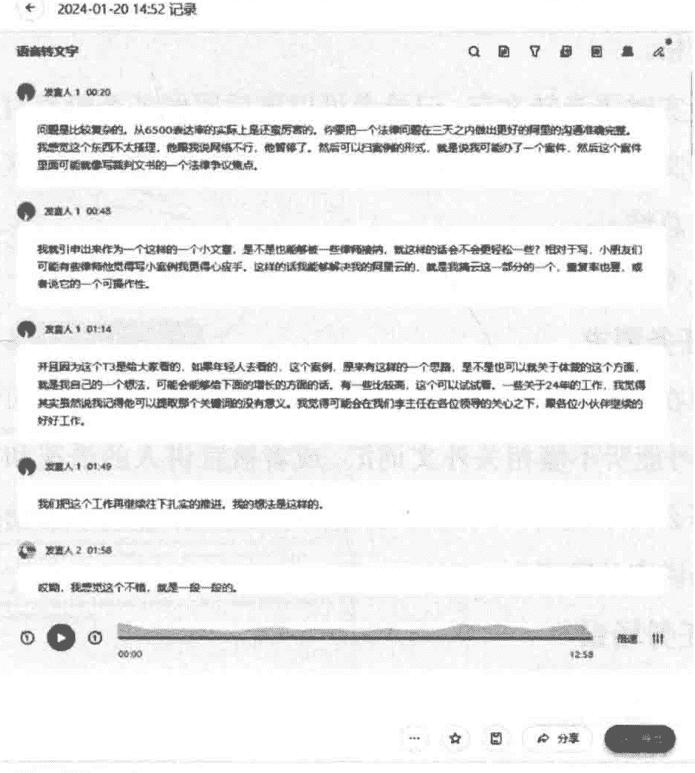 2024-01-20 14:52 记录
语音转文字
发言人 1 00:20
问题是比较复杂的。从6500表达率的实际上是还蛮厉害的。你要把一个法律问题在三天之内做出更好的阿里的沟通准确完整。
我感觉这个东西不太搭理，他跟我说网络不行，他暂停了。然后可以扫案例的形式，就是说我可能办了一个案件，然后这个案件
里面可能就像写裁判文书的一个法律争议焦点。
发言人 1 00:48
我就引申出来作为一个这样的一个小文章，是不是也能够被一些律师接纳，就这样的话会不会更轻松一些？相对于写，小朋友们
可能有些律师他觉得写小案例我更得心应手。这样的话我能够解决我的阿里云的，就是我搞云这一部分的一个，重复率也罢，或
者说它的一个可操作性。
发言人 1 01:14
并且因为这个T3是给大家看的，如果年轻人去看的，这个案例，原来有这样的一个思路，是不是也可以就关于体裁的这个方面，
就是我自己的一个想法，可能会能够给下面的增长的方面的话，有一些比较高，这个可以试试看。一些关于24年的工作，我觉得
其实虽然说我记得他可以提取那个关键词的没有意义。我觉得可能会在我们李主任在各位领导的关心之下，跟各位小伙伴继续的
好好工作。
发言人 1 01:49
我们把这个工作再继续往下扎实的推进。我的想法是这样的。
发言人 2 01:58
哎呦，我感觉这个不错，就是一段一段的。
00:00
12:58
倍速
分享